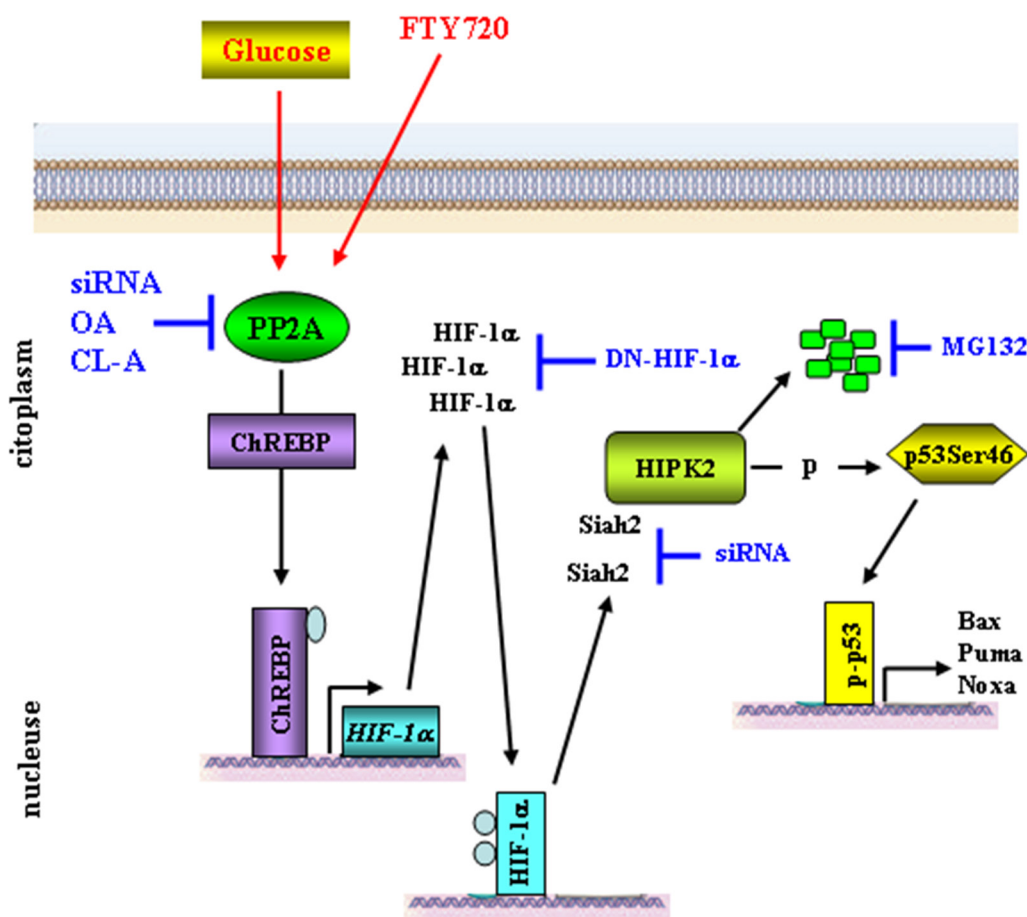 Glucose
FTY720
siRNA
OA
CL-A
PP2A
HIF-1α
HIF-1α
HIF-1α
DN-HIF-1α
MG132
citoplasm
ChREBP
HIPK2
p
p53Ser46
Siah2
Siah2
siRNA
ChREBP
HIF-1α
p-p53
Bax
Puma
Noxa
nucleuse
HIF-1α